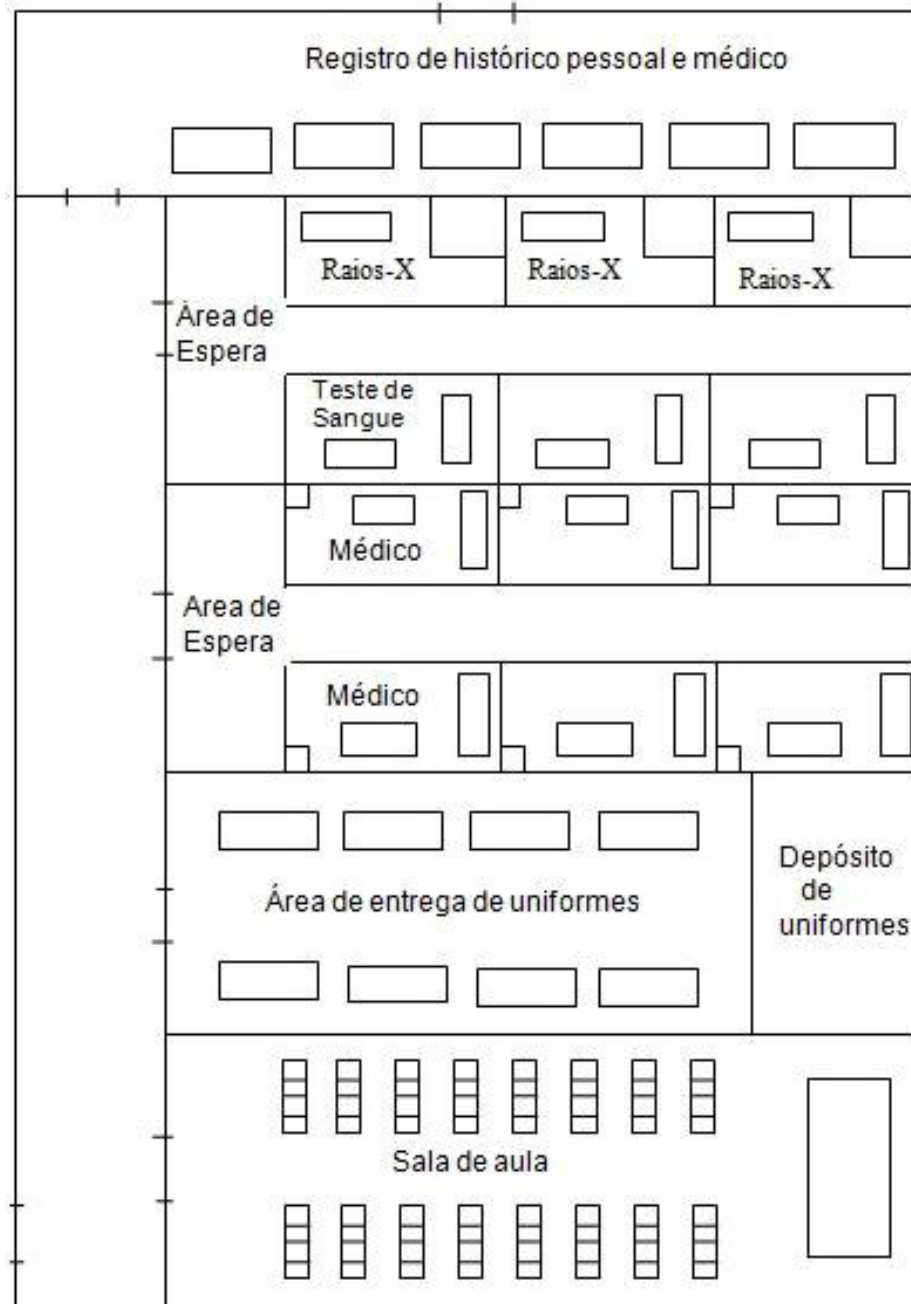 Registro de histórico pessoal e médico
Raios-X
Raios-X
Raios-X
Área de
Espera
Teste de
Sangue
Médico
Area de
Espera
Médico
Depósito
de
uniformes
Área de entrega de uniformes
Sala de aula